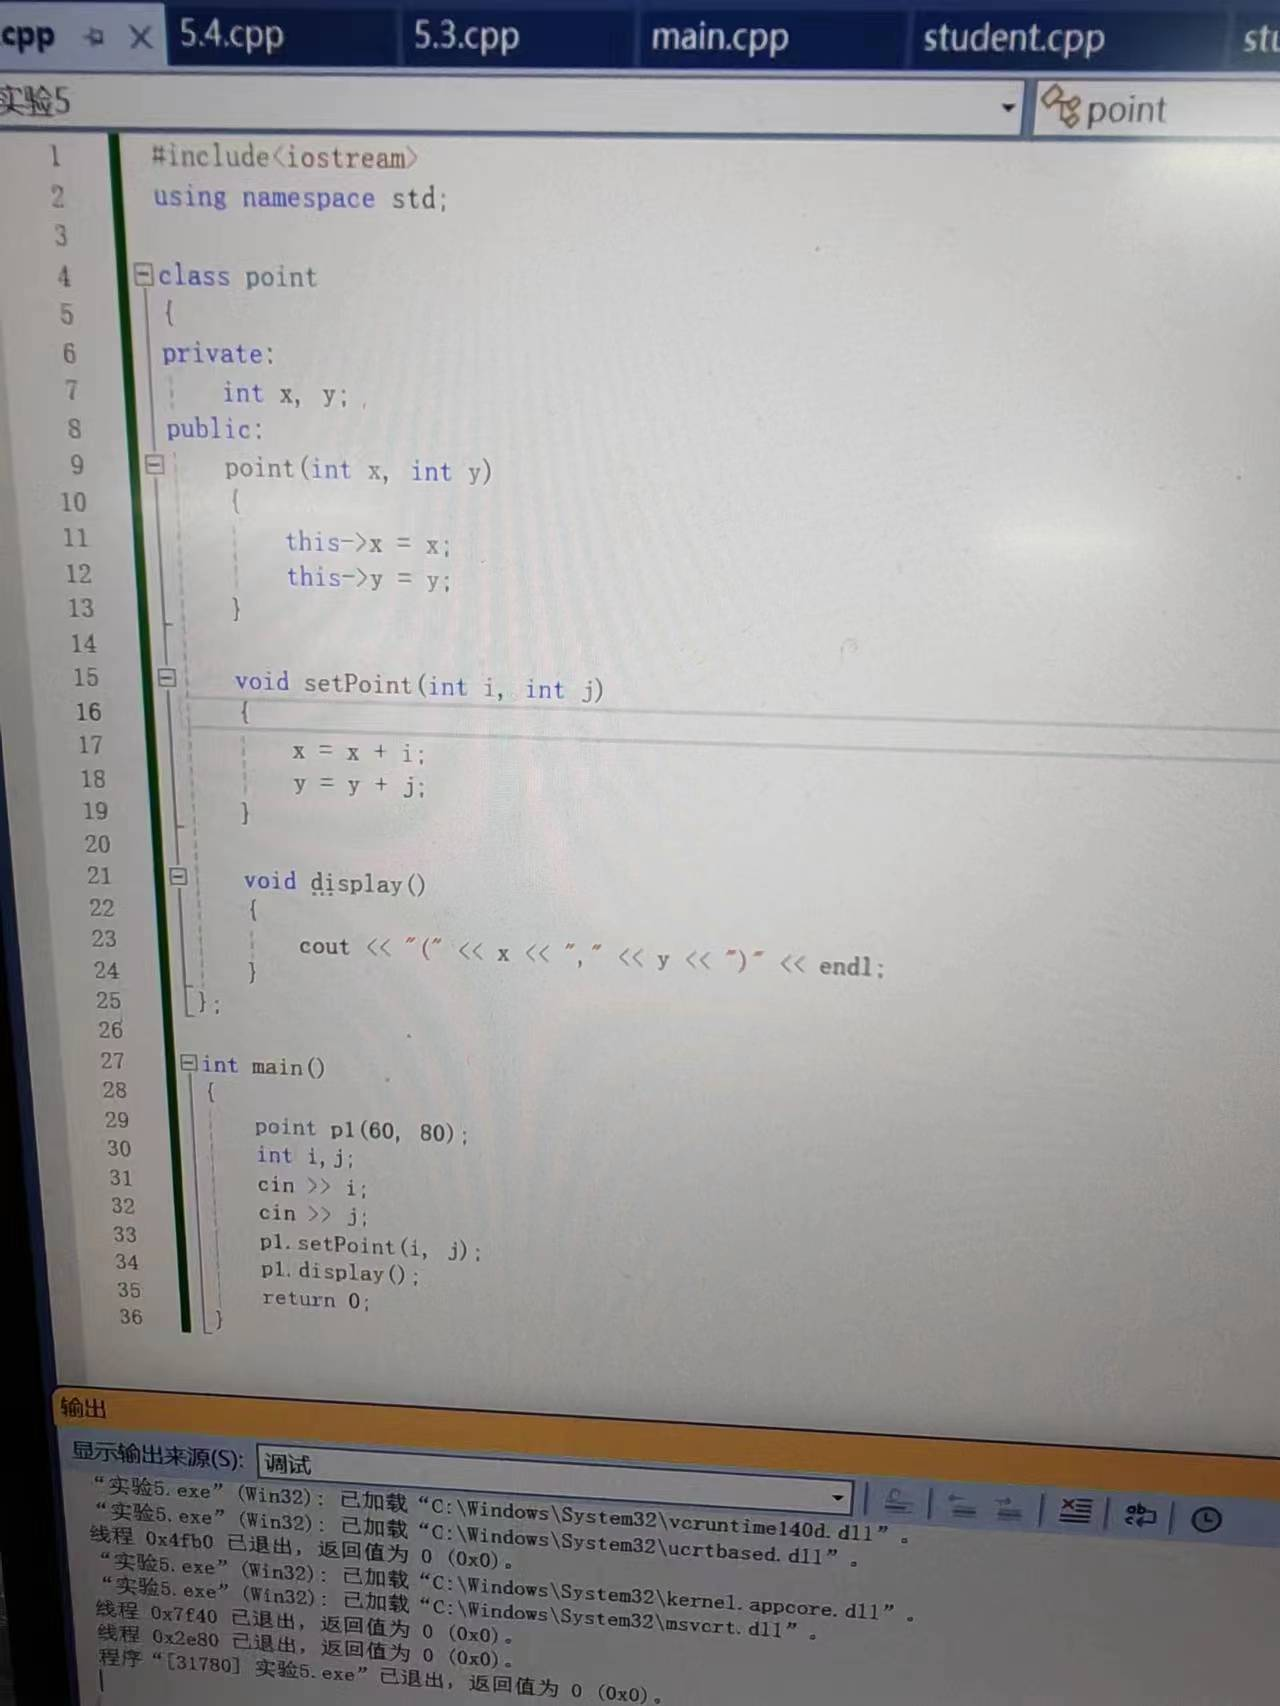 .cpp 5.4.cpp 5.3.cpp main.cpp student.cpp stu
实验5 point
1 #include<iostream>
2 using namespace std;
3
4 class point
5 {
6 private:
7 int x, y;
8 public:
9 point(int x, int y)
10 {
11 this->x = x;
12 this->y = y;
13 }
14
15 void setPoint(int i, int j)
16 {
17 x = x + i;
18 y = y + j;
19 }
20
21 void display()
22 {
23 cout << "(" << x << "," << y << ")" << endl;
24 }
25 };
26
27 int main()
28 {
29 point p1(60, 80);
30 int i,j;
31 cin >> i;
32 cin >> j;
33 p1.setPoint(i, j);
34 p1.display();
35 return 0;
36 }
输出
显示输出来源(S): 调试
“实验5.exe” (Win32): 已加载 “C:\Windows\System32\vcruntime140d.dll”。
“实验5.exe” (Win32): 已加载 “C:\Windows\System32\ucrtbased.dll”。
线程 0x4fb0 已退出，返回值为 0 (0x0)。
“实验5.exe” (Win32): 已加载 “C:\Windows\System32\kernel.appcore.dll”。
“实验5.exe” (Win32): 已加载 “C:\Windows\System32\msvcrt.dll”。
线程 0x7f40 已退出，返回值为 0 (0x0)。
线程 0x2e80 已退出，返回值为 0 (0x0)。
程序 “[31780] 实验5.exe” 已退出，返回值为 0 (0x0)。